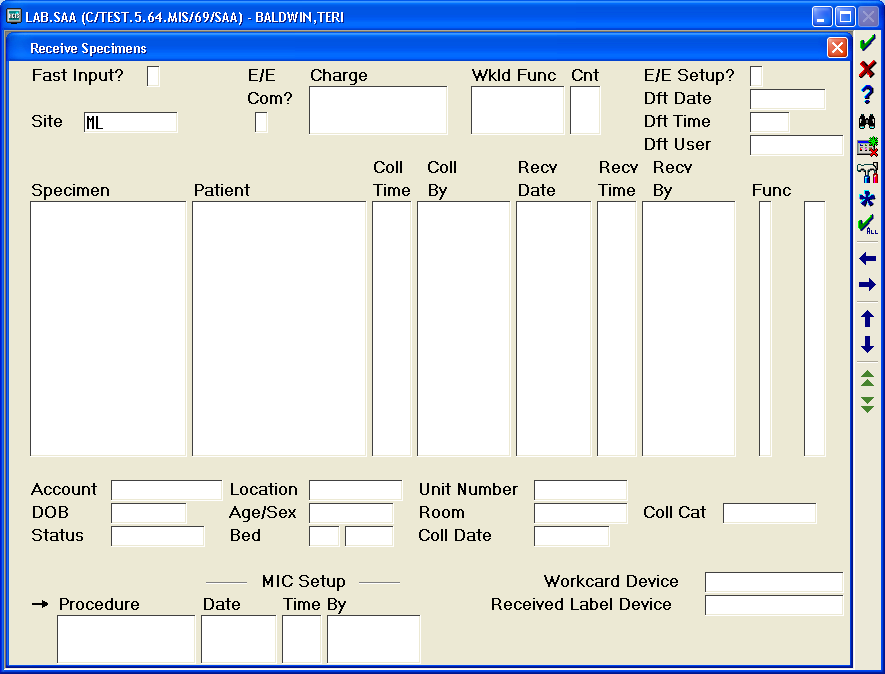 LAB.SAA (C/TEST.5.64.MIS/69/SAA) - BALDWIN,TERI
Receive Specimens
Fast Input? E/E Charge Wkld Func Cnt E/E Setup?
Com? Dft Date
Site ML Dft Time
Dft User
Coll Coll Recv Recv Recv
Specimen Patient Time By Date Time By Func
Account Location Unit Number
DOB Age/Sex Room Coll Cat
Status Bed Coll Date
MIC Setup Workcard Device
Procedure Date Time By Received Label Device
?
ALL